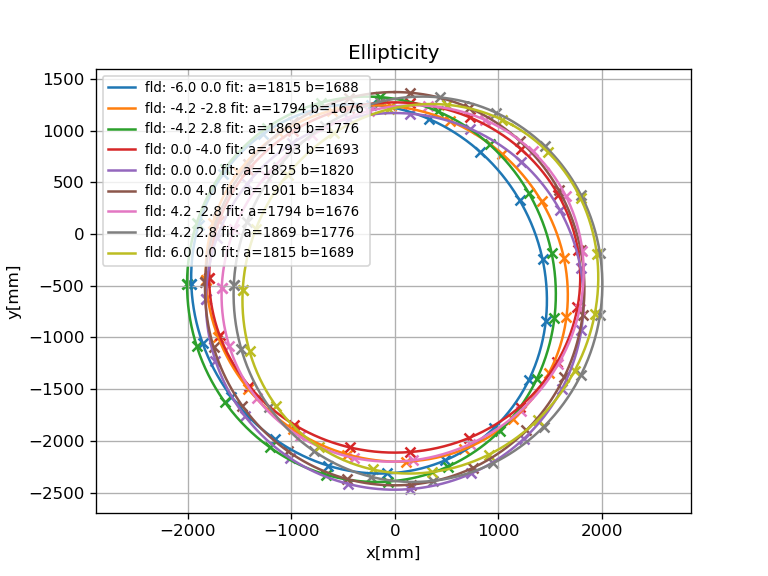 Ellipticity
1500
1000
500
0
−500
−1000
−1500
−2000
−2500
y[mm]
fld: -6.0 0.0 fit: a=1815 b=1688
fld: -4.2 -2.8 fit: a=1794 b=1676
fld: -4.2 2.8 fit: a=1869 b=1776
fld: 0.0 -4.0 fit: a=1793 b=1693
fld: 0.0 0.0 fit: a=1825 b=1820
fld: 0.0 4.0 fit: a=1901 b=1834
fld: 4.2 -2.8 fit: a=1794 b=1676
fld: 4.2 2.8 fit: a=1869 b=1776
fld: 6.0 0.0 fit: a=1815 b=1689
−2000 −1000 0 1000 2000
x[mm]